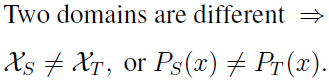 Two domains are different ⇒
𝒳_S ≠ 𝒳_T, or P_S(x) ≠ P_T(x).